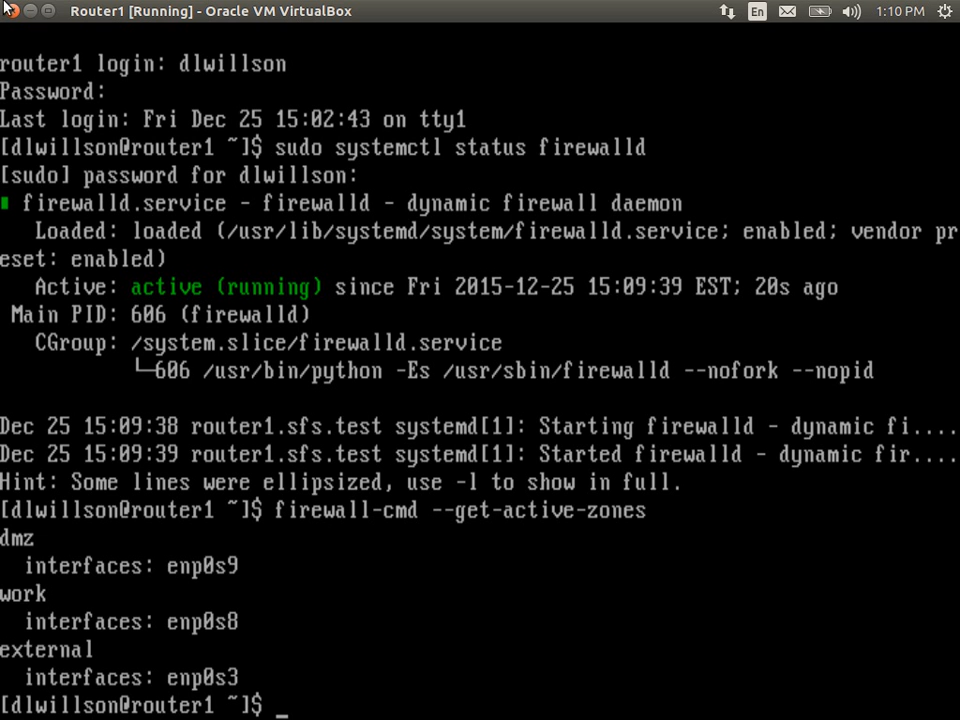 Router1 [Running] - Oracle VM VirtualBox
En
1:10 PM
router1 login: dlwillson
Password:
Last login: Fri Dec 25 15:02:43 on tty1
[dlwillson@router1 ~]$ sudo systemctl status firewalld
[sudo] password for dlwillson:
firewalld.service - firewalld - dynamic firewall daemon
Loaded: loaded (/usr/lib/systemd/system/firewalld.service; enabled; vendor pr
eset: enabled)
Active: active (running) since Fri 2015-12-25 15:09:39 EST; 20s ago
Main PID: 606 (firewalld)
CGroup: /system.slice/firewalld.service
└─606 /usr/bin/python -Es /usr/sbin/firewalld --nofork --nopid
Dec 25 15:09:38 router1.sfs.test systemd[1]: Starting firewalld - dynamic fi....
Dec 25 15:09:39 router1.sfs.test systemd[1]: Started firewalld - dynamic fir....
Hint: Some lines were ellipsized, use -l to show in full.
[dlwillson@router1 ~]$ firewall-cmd --get-active-zones
dmz
interfaces: enp0s9
work
interfaces: enp0s8
external
interfaces: enp0s3
[dlwillson@router1 ~]$ _